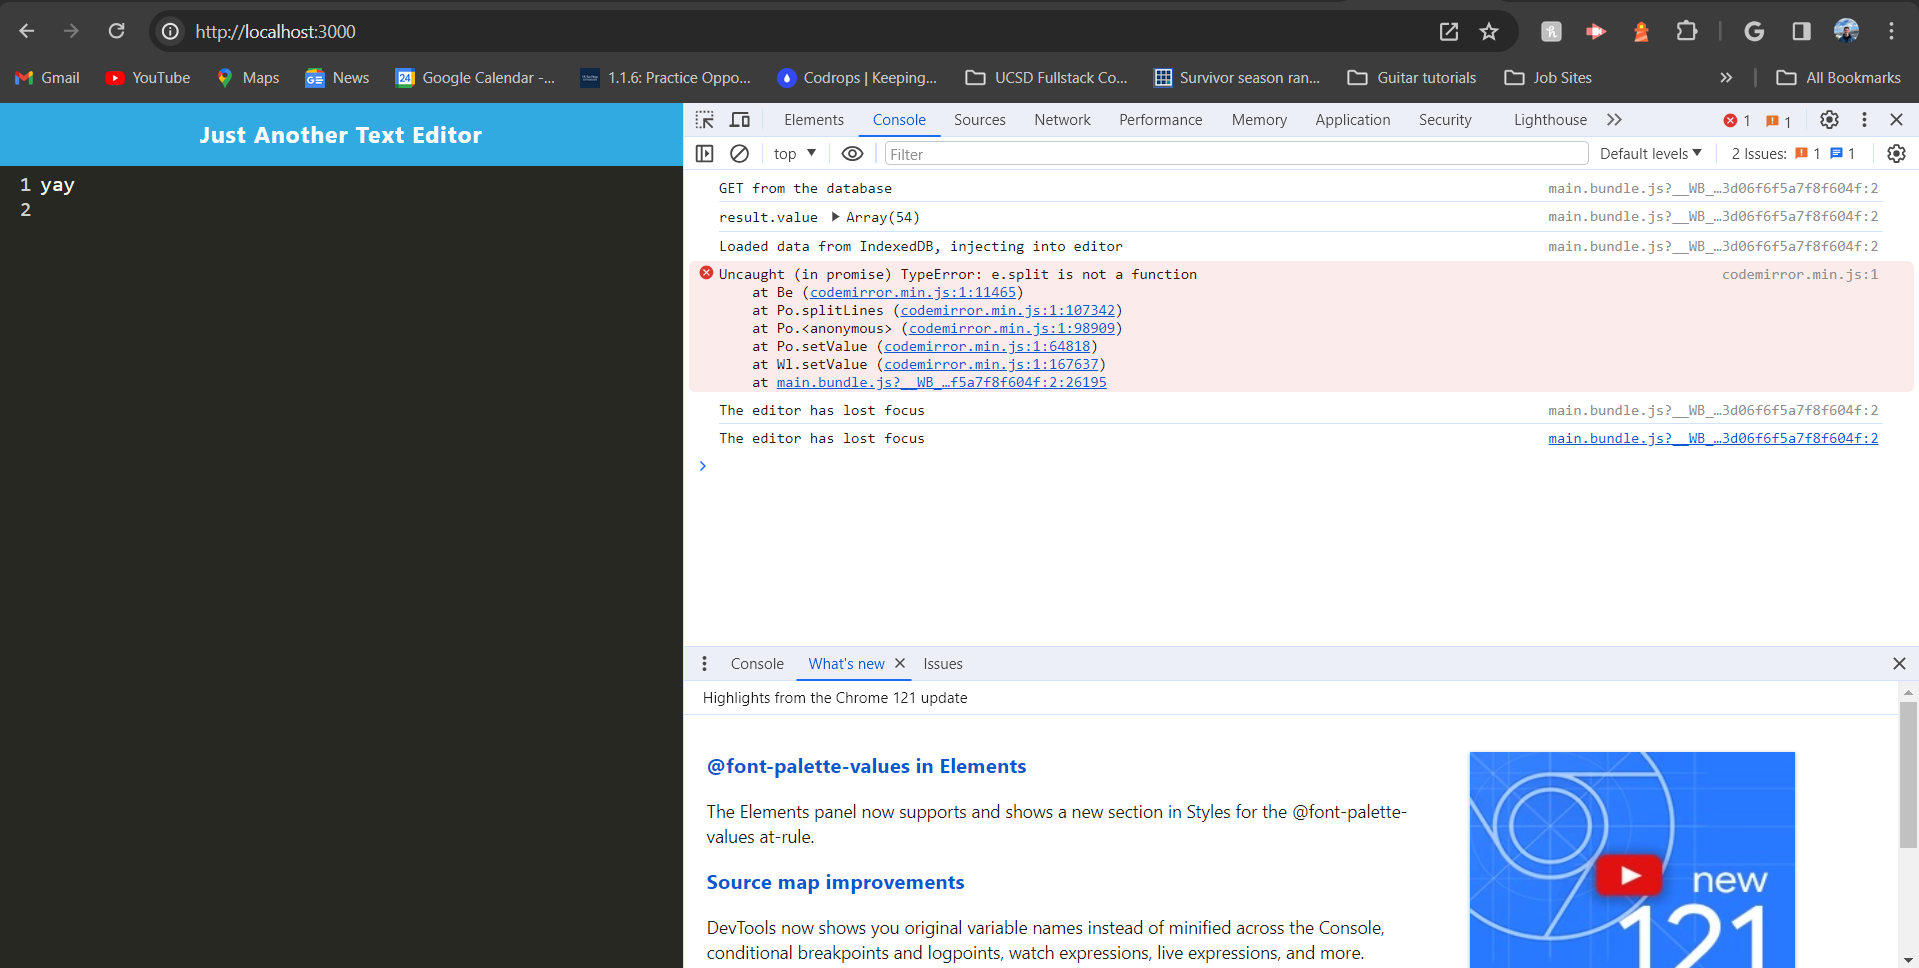 http://localhost:3000
Gmail
YouTube
Maps
News
24
Google Calendar -...
1.1.6: Practice Oppo...
Codrops | Keeping...
UCSD Fullstack Co...
Survivor season ran...
Guitar tutorials
Job Sites
»
All Bookmarks
Just Another Text Editor
1 yay
2
Elements
Console
Sources
Network
Performance
Memory
Application
Security
Lighthouse
1
1
top
Filter
Default levels
2 Issues: 1 1
GET from the database main.bundle.js?__WB_…3d06f6f5a7f8f604f:2
result.value ▶ Array(54) main.bundle.js?__WB_…3d06f6f5a7f8f604f:2
Loaded data from IndexedDB, injecting into editor main.bundle.js?__WB_…3d06f6f5a7f8f604f:2
Uncaught (in promise) TypeError: e.split is not a function codemirror.min.js:1
at Be (codemirror.min.js:1:11465)
at Po.splitLines (codemirror.min.js:1:107342)
at Po.<anonymous> (codemirror.min.js:1:98909)
at Po.setValue (codemirror.min.js:1:64818)
at Wl.setValue (codemirror.min.js:1:167637)
at main.bundle.js?__WB_…f5a7f8f604f:2:26195
The editor has lost focus main.bundle.js?__WB_…3d06f6f5a7f8f604f:2
The editor has lost focus main.bundle.js?__WB_…3d06f6f5a7f8f604f:2
Console
What's new
Issues
Highlights from the Chrome 121 update
@font-palette-values in Elements
The Elements panel now supports and shows a new section in Styles for the @font-palette-
values at-rule.
Source map improvements
DevTools now shows you original variable names instead of minified across the Console,
conditional breakpoints and logpoints, watch expressions, live expressions, and more.
new
121